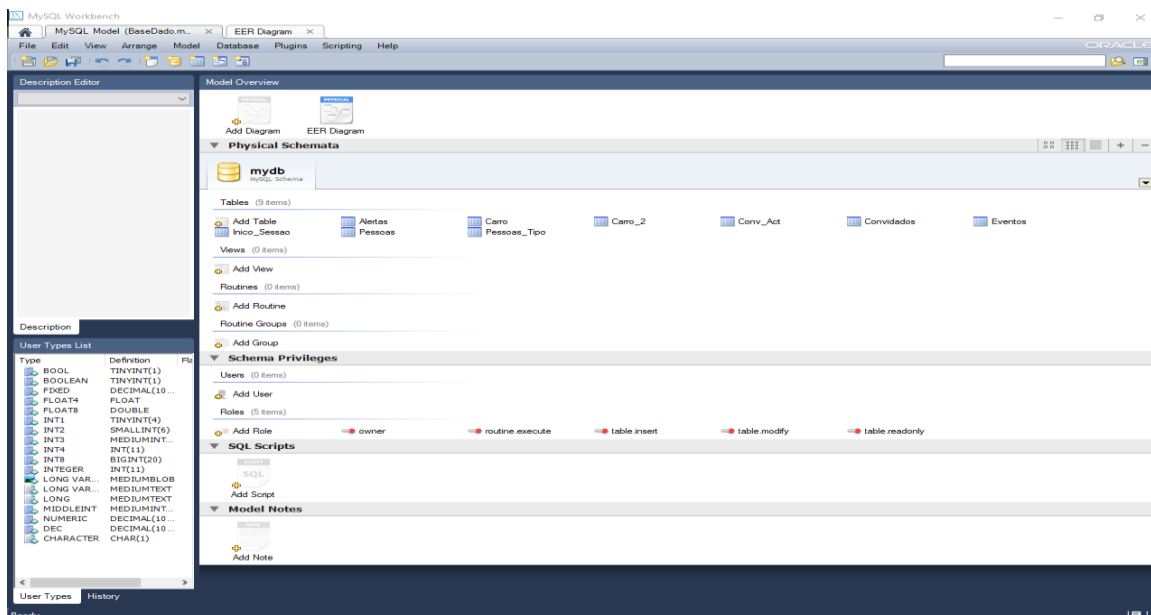 MySQL Workbench
MySQL Model (BaseDado.m... × EER Diagram ×
File Edit View Arrange Model Database Plugins Scripting Help
ORACLE
Description Editor
Model Overview
Add Diagram EER Diagram
Physical Schemata
mydb
MySQL Schema
Tables (9 items)
Add Table Alertas Carro Carro_2 Conv_Act Convidados Eventos
Inico_Sessao Pessoas Pessoas_Tipo
Views (0 items)
Add View
Routines (0 items)
Add Routine
Routine Groups (0 items)
Add Group
Schema Privileges
Users (0 items)
Add User
Roles (5 items)
Add Role owner routine.execute table.insert table.modify table.readonly
SQL Scripts
SQL
Add Script
Model Notes
Add Note
Description
User Types List
Type Definition Fla
BOOL TINYINT(1)
BOOLEAN TINYINT(1)
FIXED DECIMAL(10...
FLOAT4 FLOAT
FLOAT8 DOUBLE
INT1 TINYINT(4)
INT2 SMALLINT(6)
INT3 MEDIUMINT...
INT4 INT(11)
INT8 BIGINT(20)
INTEGER INT(11)
LONG VAR... MEDIUMBLOB
LONG VAR... MEDIUMTEXT
LONG MEDIUMTEXT
MIDDLEINT MEDIUMINT...
NUMERIC DECIMAL(10...
DEC DECIMAL(10...
CHARACTER CHAR(1)
User Types History
Ready